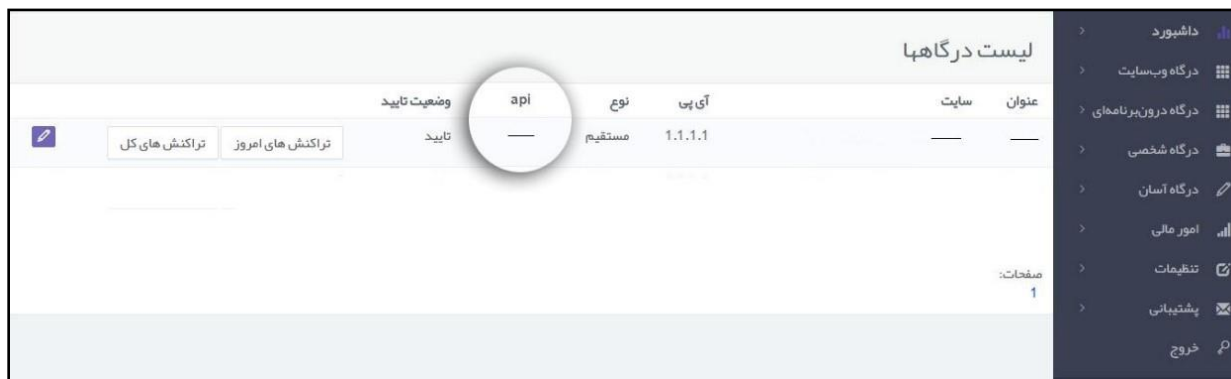 داشبورد
درگاه وب‌سایت
درگاه درون‌برنامه‌ای
درگاه شخصی
درگاه آسان
امور مالی
تنظیمات
پشتیبانی
خروج
لیست درگاهها
عنوان سایت آی پی نوع api وضعیت تایید
1.1.1.1 مستقیم تایید تراکنش های امروز تراکنش های کل
صفحات:
1